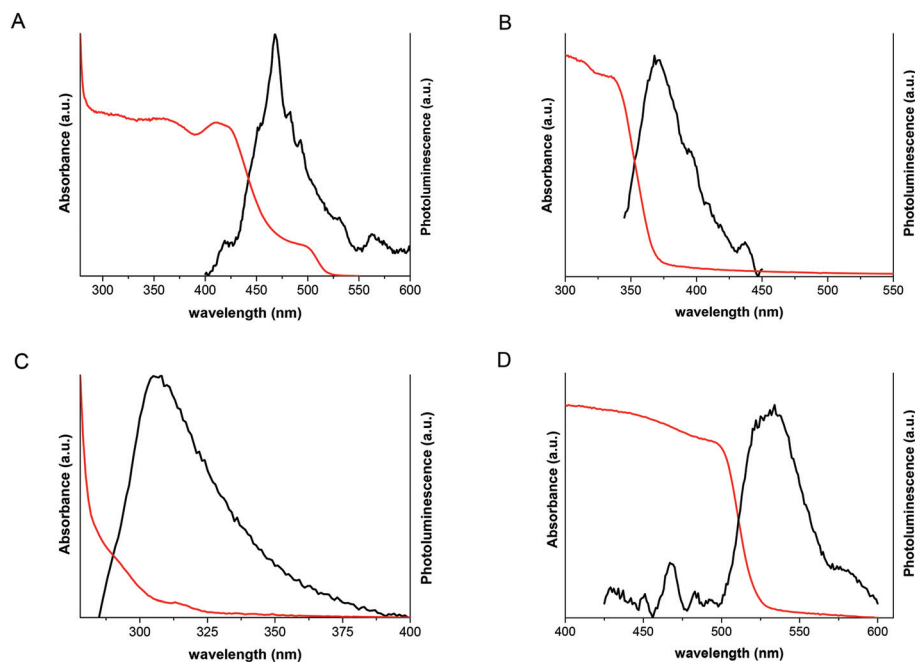 A
B
Absorbance (a.u.)
Photoluminescence (a.u.)
Absorbance (a.u.)
Photoluminescence (a.u.)
300 350 400 450 500 550 600
300 350 400 450 500 550
wavelength (nm)
wavelength (nm)
C
D
Absorbance (a.u.)
Photoluminescence (a.u.)
Absorbance (a.u.)
Photoluminescence (a.u.)
300 325 350 375 400
400 450 500 550 600
wavelength (nm)
wavelength (nm)